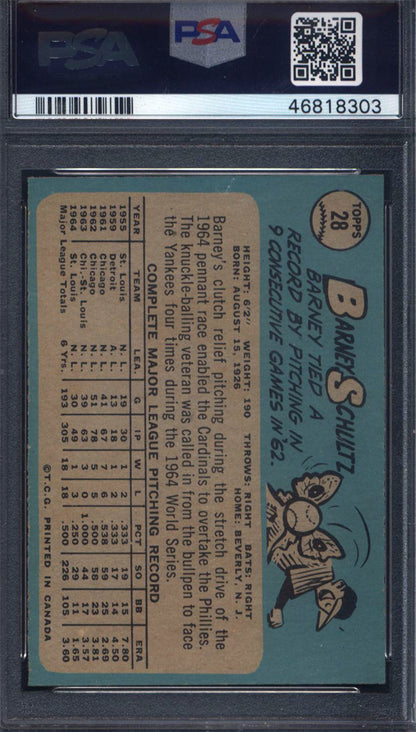 PSA
PSA
46818303
TOPPS
28
BARNEY SCHULTZ
BARNEY TIED A
RECORD BY PITCHING IN
9 CONSECUTIVE GAMES IN '62.
HEIGHT: 6'2" WEIGHT: 190 THROWS: RIGHT BATS: RIGHT
BORN: AUGUST 15, 1926 HOME: BEVERLY, N. J.
Barney's clutch relief pitching during the stretch drive of the
1964 pennant race enabled the Cardinals to overtake the Phillies.
The knuckle-balling veteran was called in from the bullpen to face
the Yankees four times during the 1964 World Series.
COMPLETE MAJOR LEAGUE PITCHING RECORD
YEAR TEAM LEA. G IP W L PCT SO BB ERA
1955 St. Louis N. L. 19 30 1 2 .333 19 15 7.80
1959 Detroit A. L. 13 18 1 2 .333 17 14 4.50
1961 Chicago N. L. 41 67 7 6 .538 59 25 2.69
1962 Chicago N. L. 51 78 5 5 .500 58 23 3.81
1963 Chi.-St. Louis N. L. 39 63 3 0 1.000 44 17 3.57
1964 St. Louis N. L. 30 49 1 3 .250 29 11 1.65
Major League Totals 6 Yrs. 193 305 18 18 .500 226 105 3.60
©T.C.G. PRINTED IN CANADA